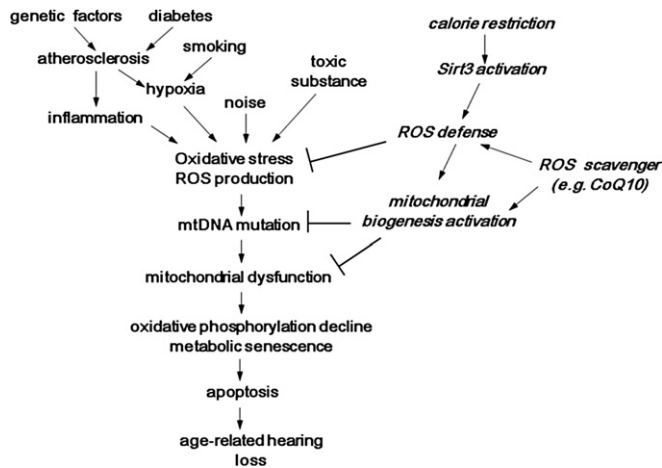 genetic factors
diabetes
calorie restriction
smoking
atherosclerosis
toxic
substance
Sirt3 activation
hypoxia
noise
inflammation
ROS defense
Oxidative stress
ROS production
ROS scavenger
(e.g. CoQ10)
mitochondrial
biogenesis activation
mtDNA mutation
mitochondrial dysfunction
oxidative phosphorylation decline
metabolic senescence
apoptosis
age-related hearing
loss